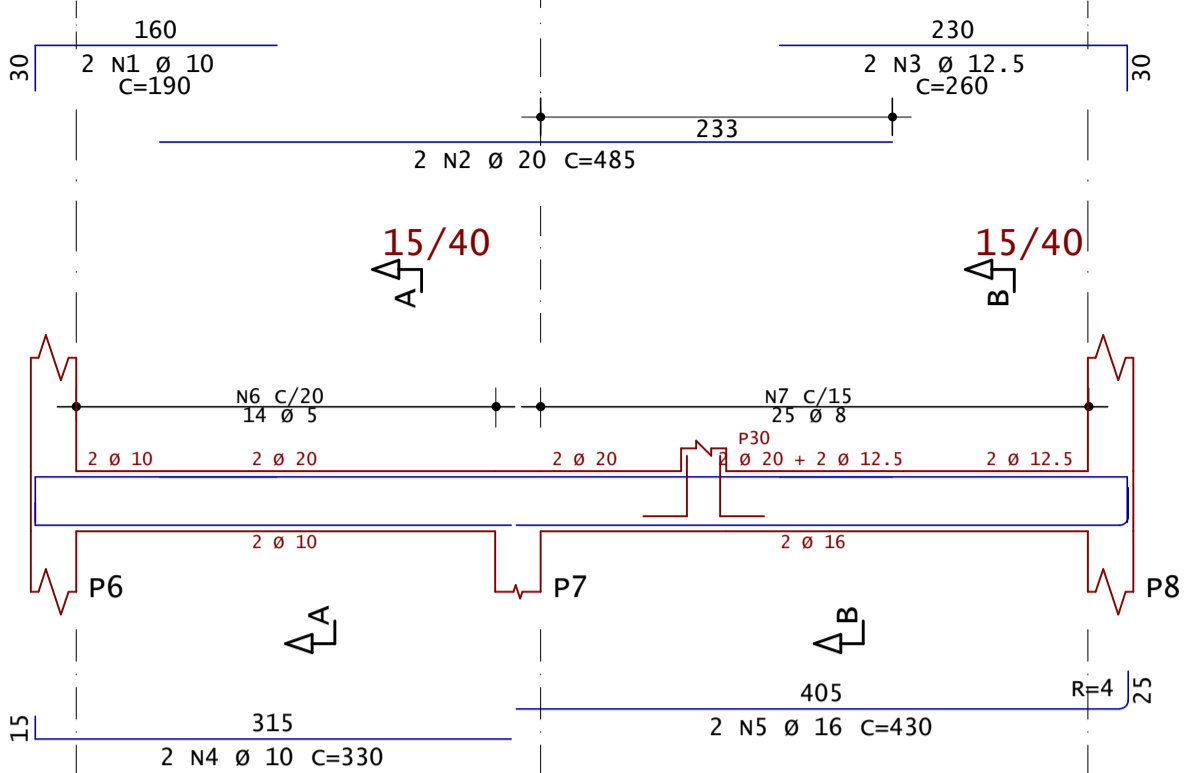 160
30
2 N1 Ø 10
C=190
230
30
2 N3 Ø 12.5
C=260
233
2 N2 Ø 20 C=485
15/40
A
15/40
B
N6 C/20
14 Ø 5
N7 C/15
25 Ø 8
P30
2 Ø 10
2 Ø 20
2 Ø 20
2 Ø 20 + 2 Ø 12.5
2 Ø 12.5
2 Ø 10
2 Ø 16
P6
P7
P8
A
B
405
R=4
25
2 N5 Ø 16 C=430
315
15
2 N4 Ø 10 C=330